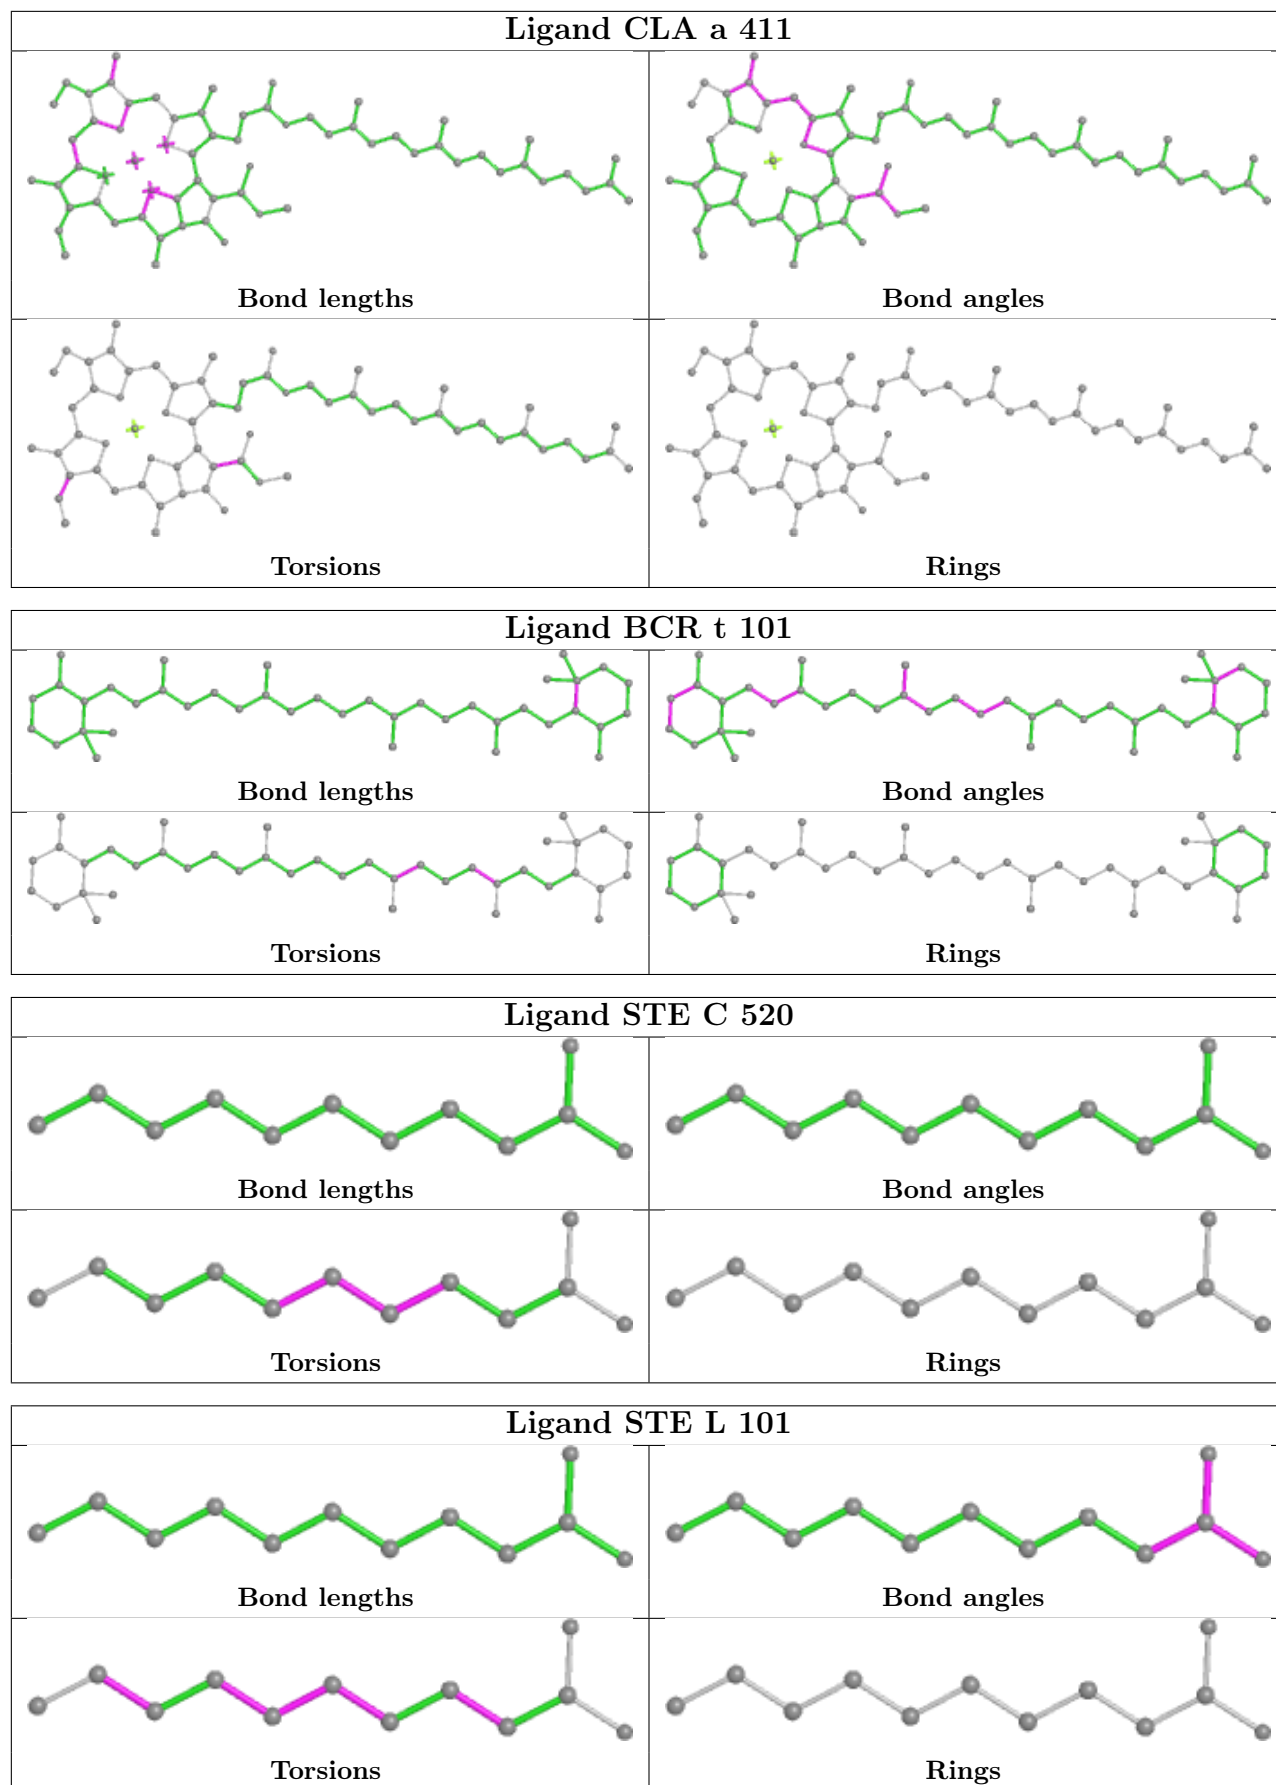 Ligand CLA a 411
Bond lengths
Bond angles
Torsions
Rings
Ligand BCR t 101
Bond lengths
Bond angles
Torsions
Rings
Ligand STE C 520
Bond lengths
Bond angles
Torsions
Rings
Ligand STE L 101
Bond lengths
Bond angles
Torsions
Rings